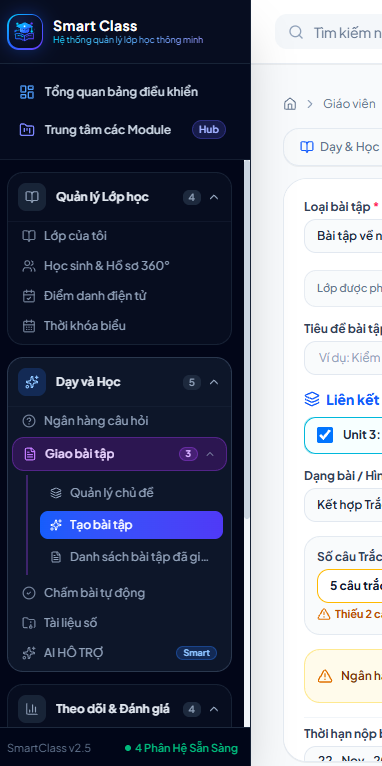 Smart Class
Hệ thống quản lý lớp học thông minh
Tìm kiếm n
Tổng quan bảng điều khiển
Trung tâm các Module
Hub
Giáo viên
Dạy & Học
Quản lý Lớp học
4
Lớp của tôi
Học sinh & Hồ sơ 360°
Điểm danh điện tử
Thời khóa biểu
Dạy và Học
5
Ngân hàng câu hỏi
Giao bài tập
3
Quản lý chủ đề
Tạo bài tập
Danh sách bài tập đã gi...
Chấm bài tự động
Tài liệu số
AI HỖ TRỢ
Smart
Theo dõi & Đánh giá
4
SmartClass v2.5
4 Phân Hệ Sẵn Sàng
Loại bài tập *
Bài tập về n
Lớp được ph
Tiêu đề bài tập
Ví dụ: Kiểm
Liên kết
Unit 3:
Dạng bài / Hìn
Kết hợp Trắ
Số câu Trắc
5 câu trắc
Thiếu 2 c
Ngân h
Thời hạn nộp b
22 Nov 20